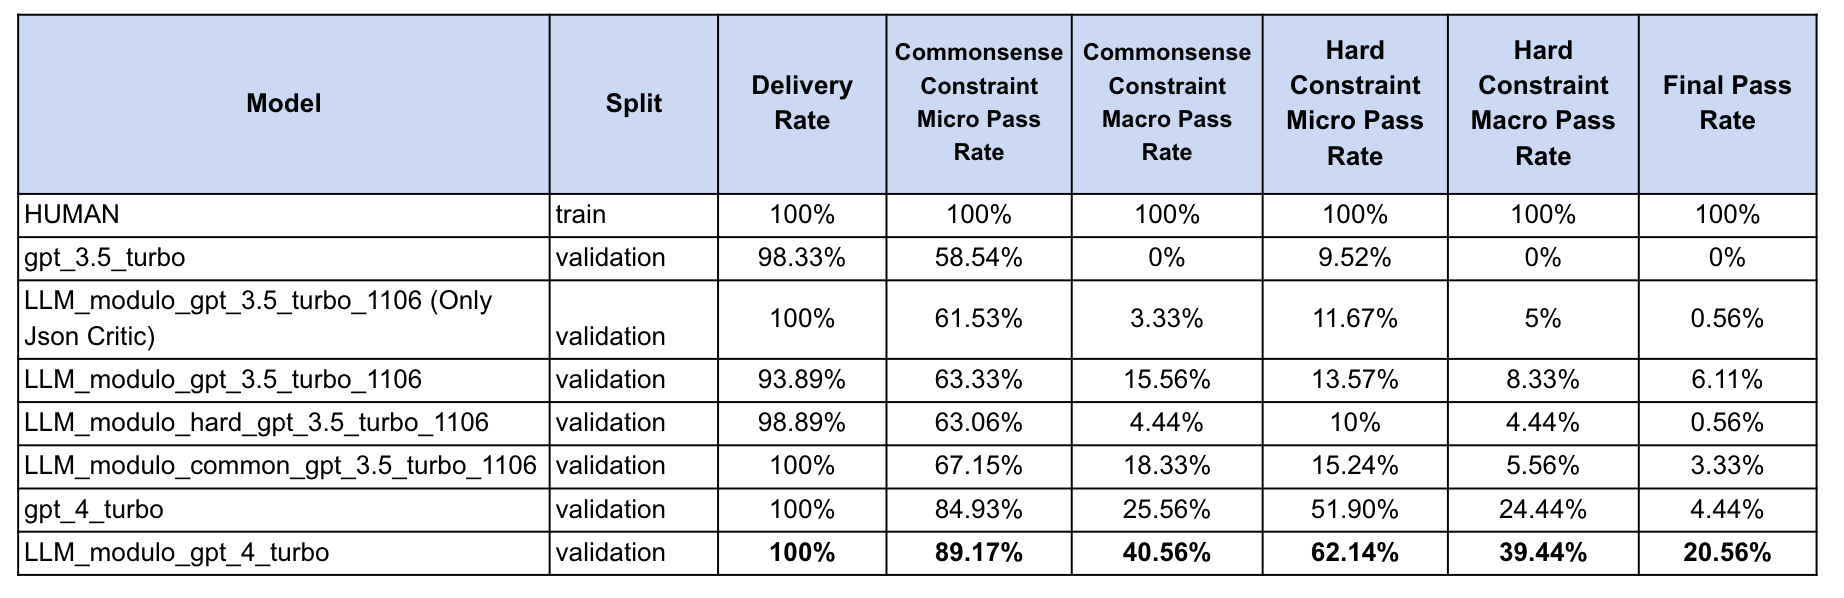 Model Split Delivery Rate Commonsense Constraint Micro Pass Rate Commonsense Constraint Macro Pass Rate Hard Constraint Micro Pass Rate Hard Constraint Macro Pass Rate Final Pass Rate
HUMAN train 100% 100% 100% 100% 100% 100%
gpt_3.5_turbo validation 98.33% 58.54% 0% 9.52% 0% 0%
LLM_modulo_gpt_3.5_turbo_1106 (Only Json Critic) validation 100% 61.53% 3.33% 11.67% 5% 0.56%
LLM_modulo_gpt_3.5_turbo_1106 validation 93.89% 63.33% 15.56% 13.57% 8.33% 6.11%
LLM_modulo_hard_gpt_3.5_turbo_1106 validation 98.89% 63.06% 4.44% 10% 4.44% 0.56%
LLM_modulo_common_gpt_3.5_turbo_1106 validation 100% 67.15% 18.33% 15.24% 5.56% 3.33%
gpt_4_turbo validation 100% 84.93% 25.56% 51.90% 24.44% 4.44%
LLM_modulo_gpt_4_turbo validation 100% 89.17% 40.56% 62.14% 39.44% 20.56%